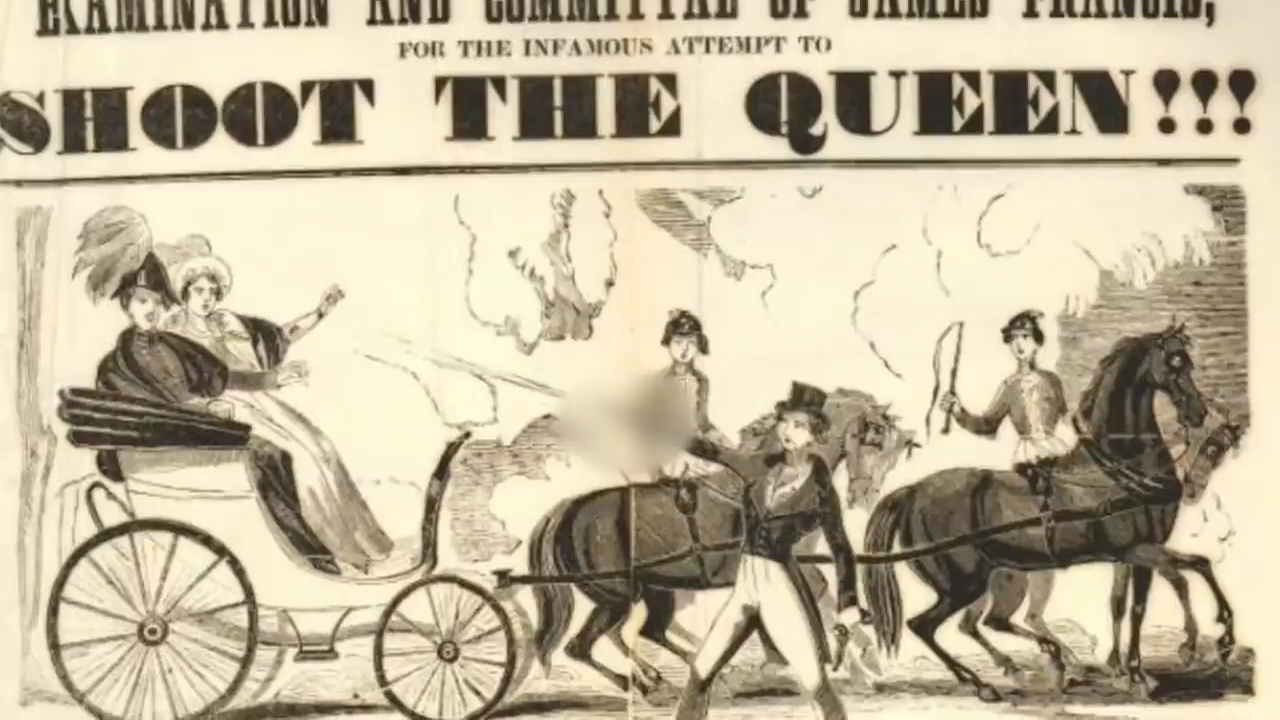 EXAMINATION AND COMMITTAL OF JAMES FRANCIS,
FOR THE INFAMOUS ATTEMPT TO
SHOOT THE QUEEN!!!